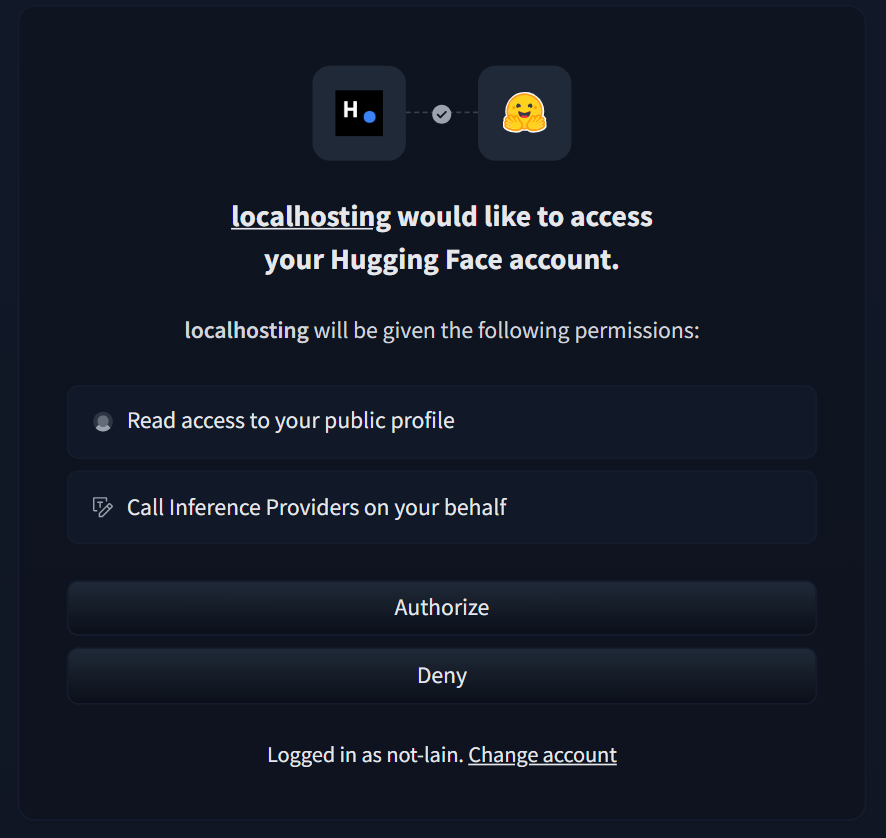 H
localhosting would like to access
your Hugging Face account.
localhosting will be given the following permissions:
Read access to your public profile
Call Inference Providers on your behalf
Authorize
Deny
Logged in as not-lain. Change account